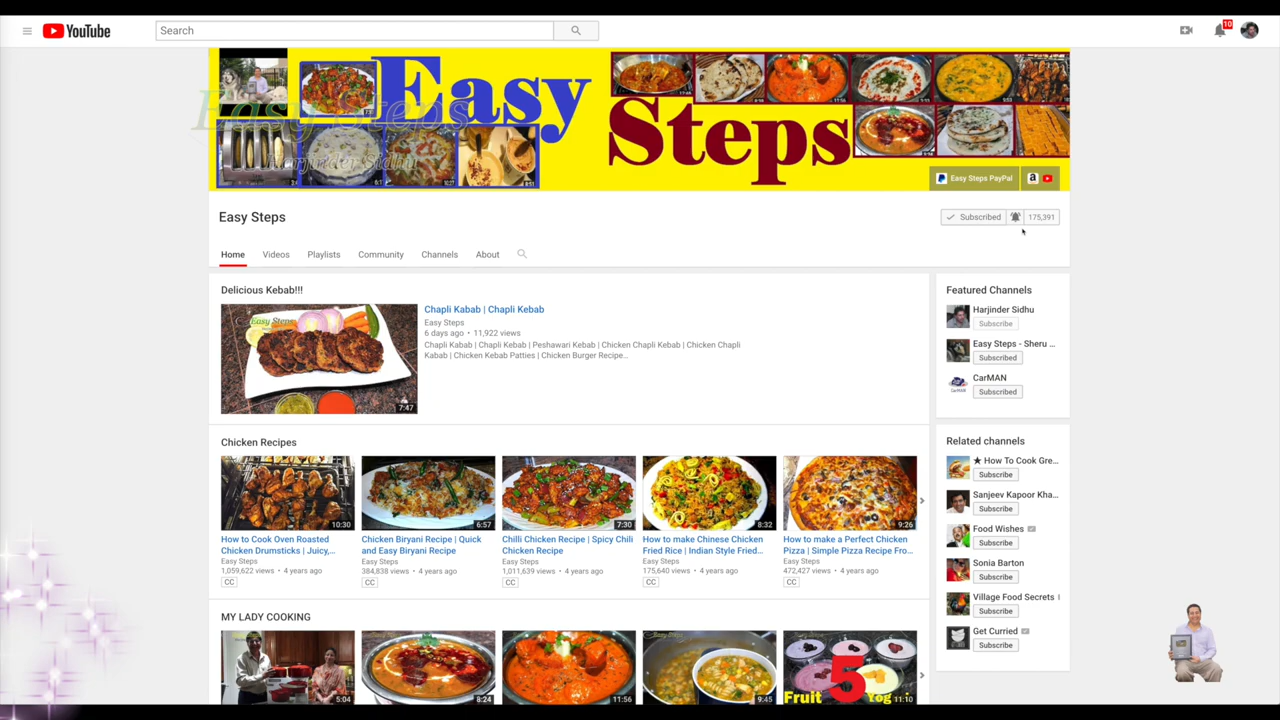 YouTube
Search
10
Easy
Steps
Easy Steps
Harjinder Sidhu
Easy Steps PayPal
Easy Steps
Subscribed
175,391
Home
Videos
Playlists
Community
Channels
About
Delicious Kebab!!!
Easy Steps
7:47
Chapli Kabab | Chapli Kebab
Easy Steps
6 days ago • 11,922 views
Chapli Kabab | Chapli Kebab | Peshawari Kebab | Chicken Chapli Kebab | Chicken Chapli
Kabab | Chicken Kebab Patties | Chicken Burger Recipe...
Chicken Recipes
10:30
How to Cook Oven Roasted
Chicken Drumsticks | Juicy,...
Easy Steps
1,059,622 views • 4 years ago
CC
6:57
Chicken Biryani Recipe | Quick
and Easy Biryani Recipe
Easy Steps
384,838 views • 4 years ago
CC
7:30
Chilli Chicken Recipe | Spicy Chili
Chicken Recipe
Easy Steps
1,011,639 views • 4 years ago
CC
8:32
How to make Chinese Chicken
Fried Rice | Indian Style Fried...
Easy Steps
175,640 views • 4 years ago
CC
9:26
How to make a Perfect Chicken
Pizza | Simple Pizza Recipe Fro...
Easy Steps
472,427 views • 4 years ago
CC
MY LADY COOKING
5:04
8:24
11:56
9:45
Fruit 5 Yog
11:10
Featured Channels
Harjinder Sidhu
Subscribe
Easy Steps - Sheru ...
Subscribed
CarMAN
Subscribed
Related channels
★ How To Cook Gre...
Subscribe
Sanjeev Kapoor Kha...
Subscribe
Food Wishes
Subscribe
Sonia Barton
Subscribe
Village Food Secrets
Subscribe
Get Curried
Subscribe